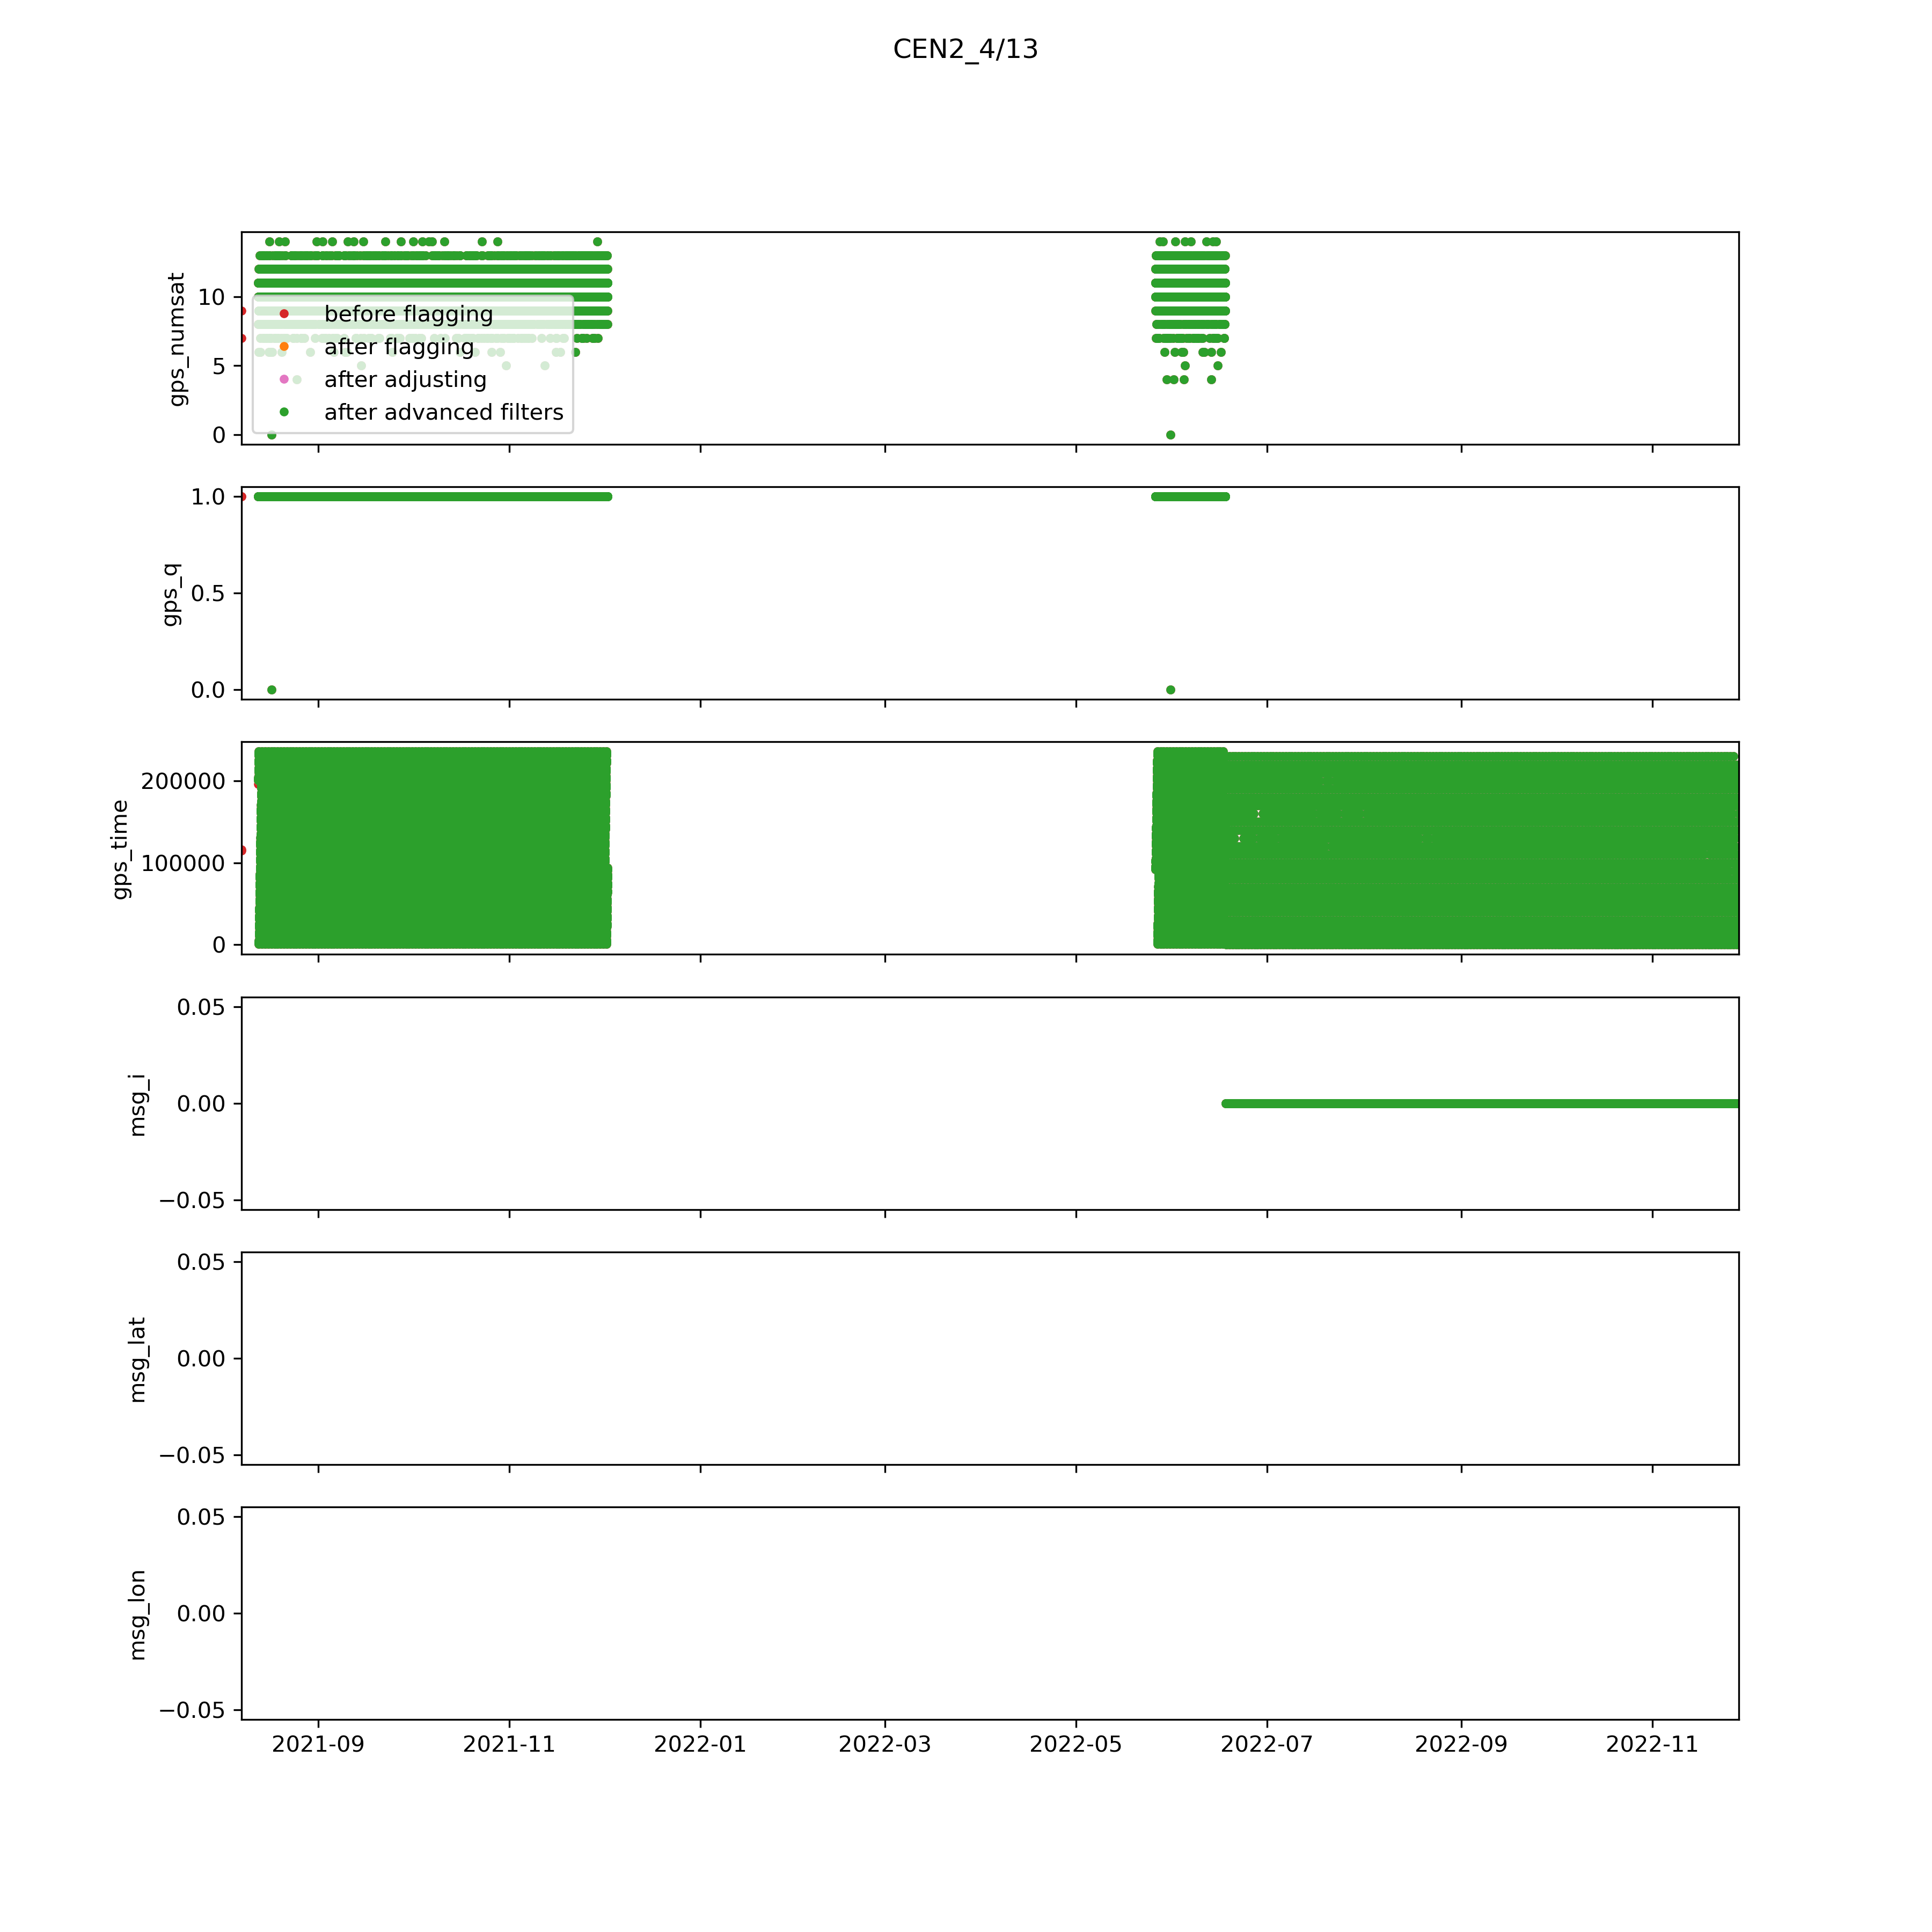 CEN2_4/13
gps_numsat
10
5
0
before flagging
after flagging
after adjusting
after advanced filters
gps_q
1.0
0.5
0.0
gps_time
200000
100000
0
msg_i
0.05
0.00
−0.05
msg_lat
0.05
0.00
−0.05
msg_lon
0.05
0.00
−0.05
2021-09 2021-11 2022-01 2022-03 2022-05 2022-07 2022-09 2022-11